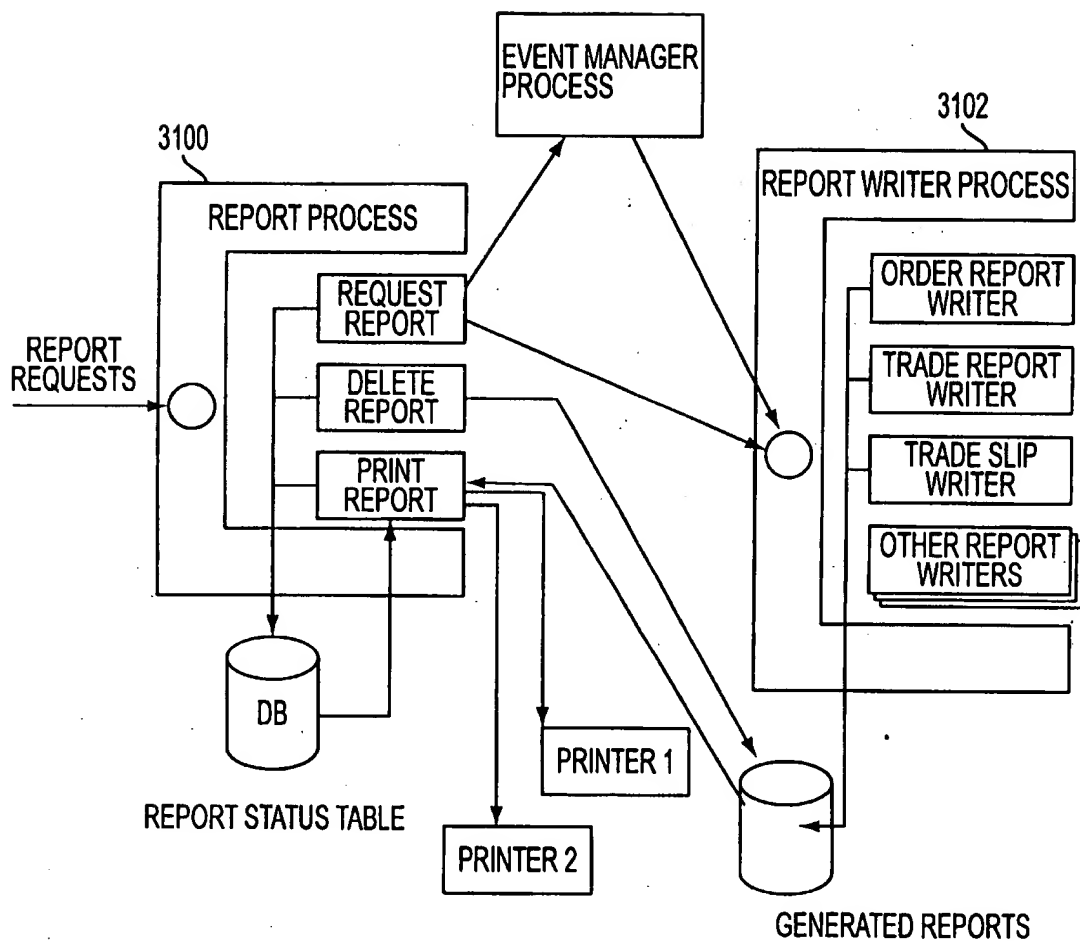 EVENT MANAGER
PROCESS
3100
3102
REPORT PROCESS
REPORT WRITER PROCESS
REQUEST
REPORT
ORDER REPORT
WRITER
REPORT
REQUESTS
DELETE
REPORT
TRADE REPORT
WRITER
PRINT
REPORT
TRADE SLIP
WRITER
OTHER REPORT
WRITERS
DB
PRINTER 1
REPORT STATUS TABLE
PRINTER 2
GENERATED REPORTS